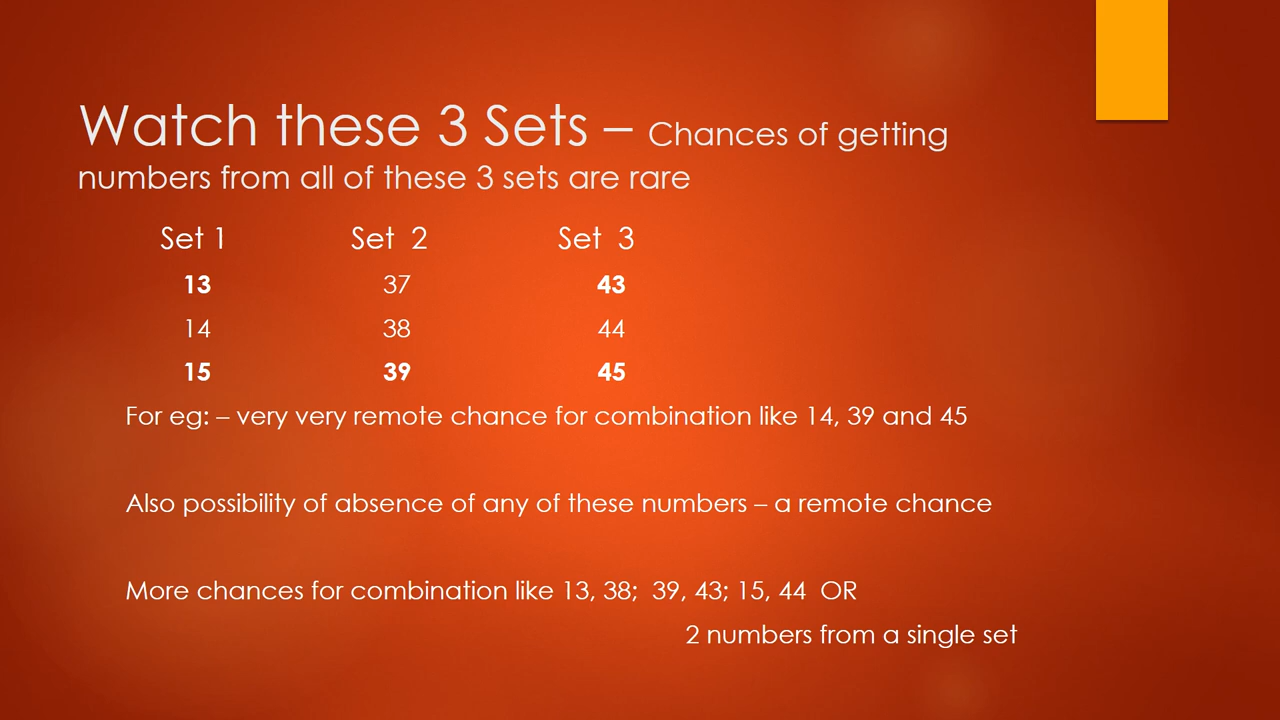 Watch these 3 Sets – Chances of getting
numbers from all of these 3 sets are rare
Set 1 Set 2 Set 3
13 37 43
14 38 44
15 39 45
For eg: – very very remote chance for combination like 14, 39 and 45
Also possibility of absence of any of these numbers – a remote chance
More chances for combination like 13, 38; 39, 43; 15, 44 OR
2 numbers from a single set